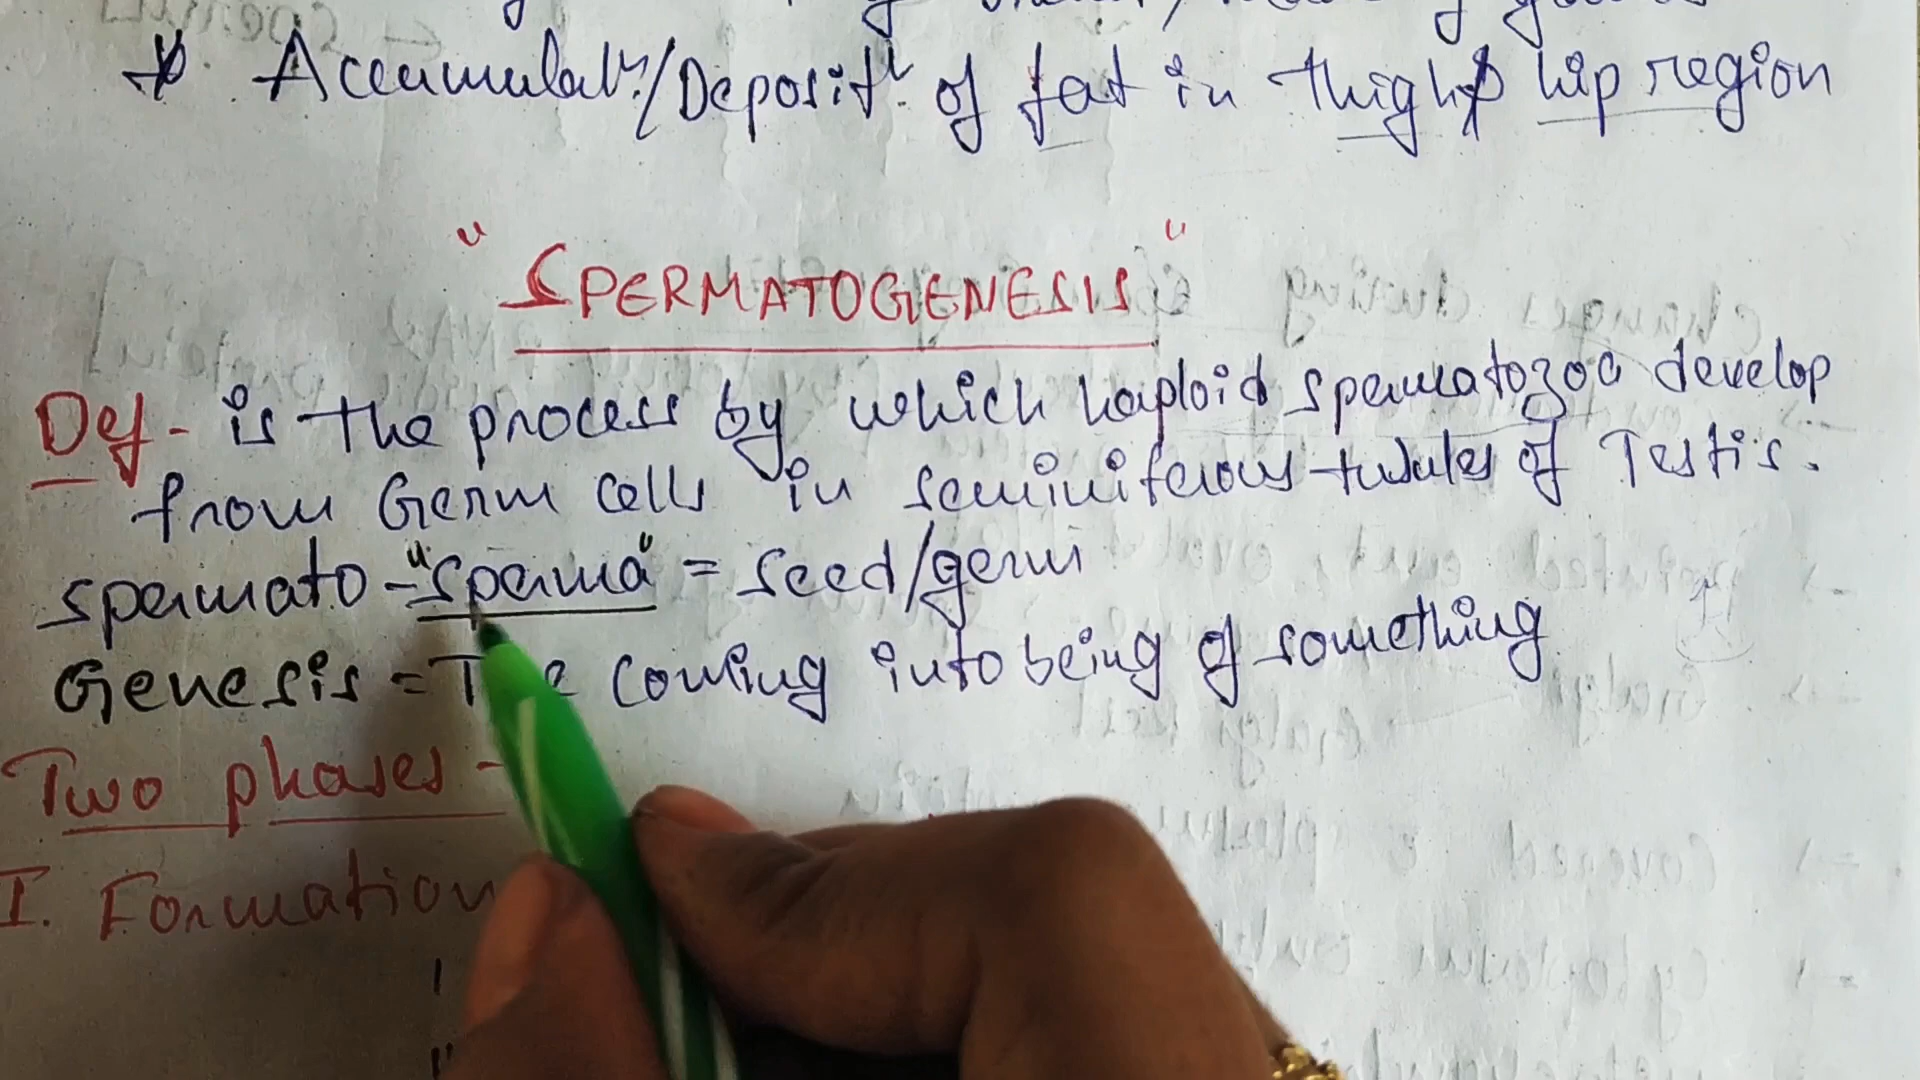 Accumulatn/Depositn of fat in thigh, hip region
"SPERMATOGENESIS"
Def- is the process by which haploid spermatozoa develop
from Germ cells in seminiferous tubules of Testis.
spermato-"sperma" = seed/germ
Genesis = The coming into being of something
Two phases-
I. Formation